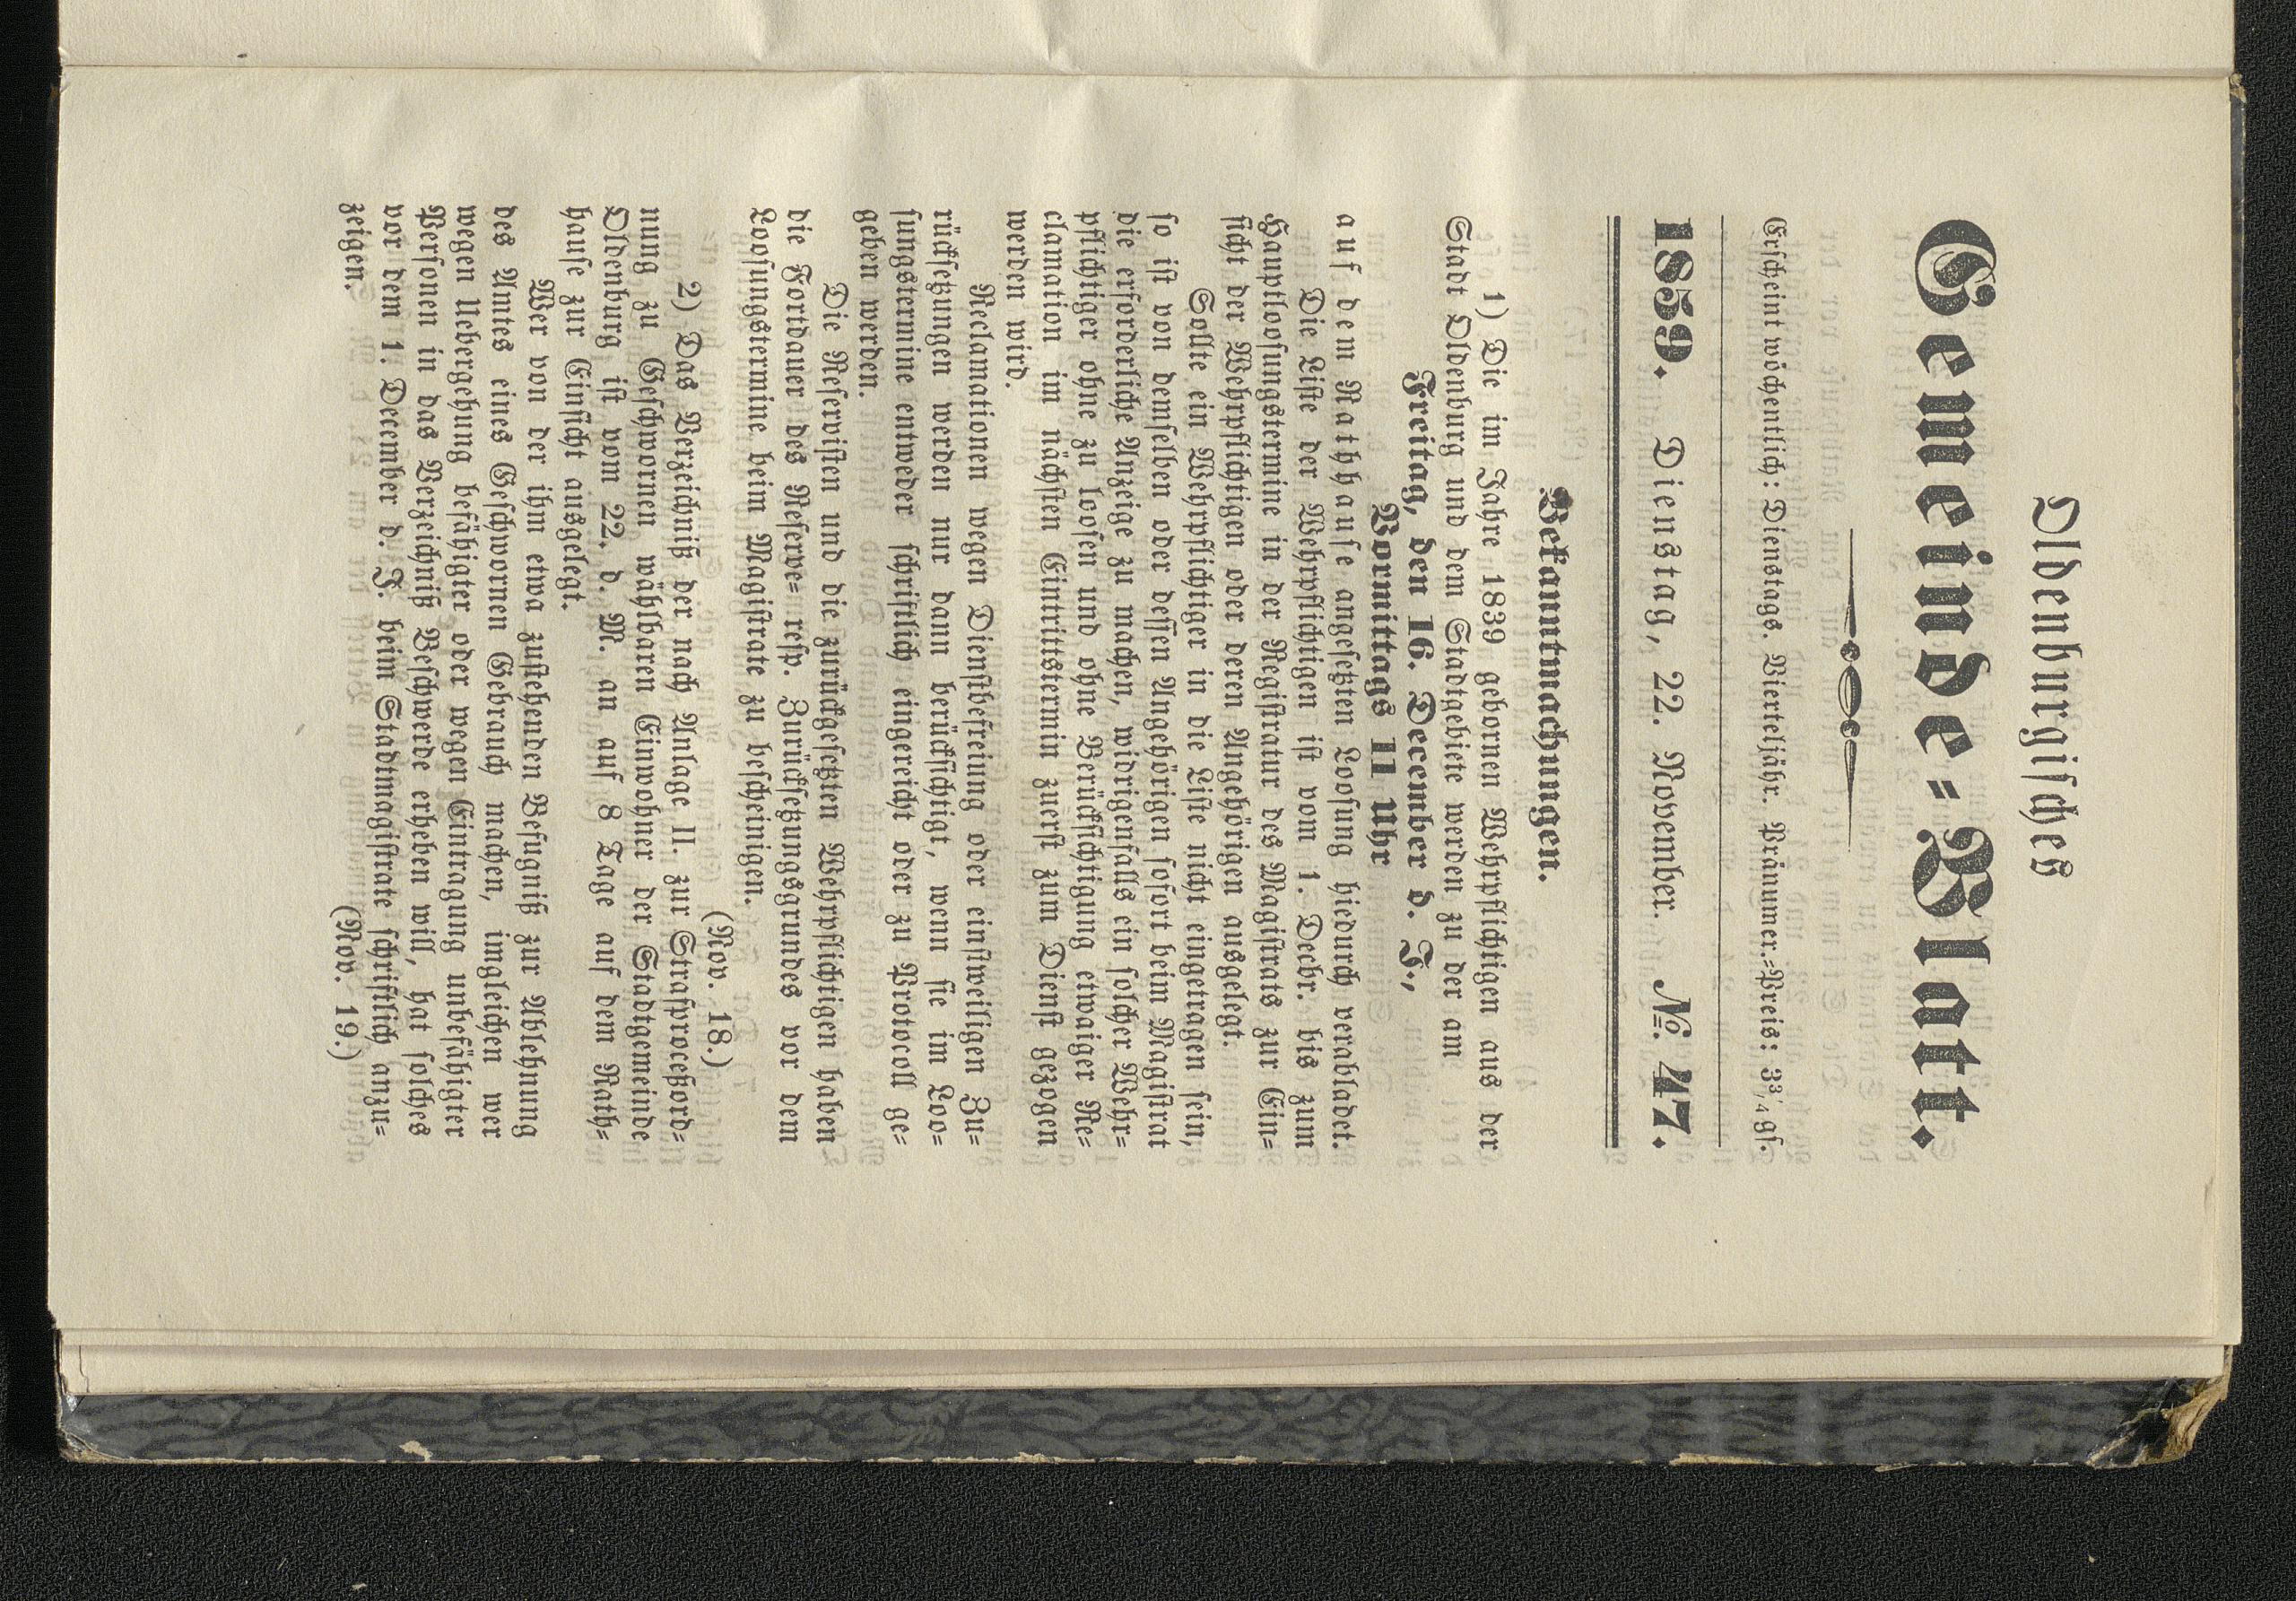 Oldenburgisches
Gemeinde-Blatt.
Erscheint wöchentlich: Dienstags. Vierteljähr. Pränumer.-Preis: 3¾ gs.
1859. Dienstag, 22. November. №. 47.
Bekanntmachungen.
1) Die im Jahre 1839 gebornen Wehrpflichtigen aus der
Stadt Oldenburg und dem Stadtgebiete werden zu der am
Freitag, den 16. December d. J.,
Vormittags 11 Uhr
auf dem Rathhause angesetzten Loosung hiedurch verabladet.
Die Liste der Wehrpflichtigen ist vom 1. Decbr. bis zum
Hauptloosungstermine in der Registratur des Magistrats zur Ein-
sicht der Wehrpflichtigen oder deren Angehörigen ausgelegt.
Sollte ein Wehrpflichtiger in die Liste nicht eingetragen sein,
so ist von demselben oder dessen Angehörigen sofort beim Magistrat
die erforderliche Anzeige zu machen, widrigenfalls ein solcher Wehr-
pflichtiger ohne zu loosen und ohne Berücksichtigung etwaiger Re-
clamation im nächsten Eintrittstermin zuerst zum Dienst gezogen
werden wird.
Reclamationen wegen Dienstbefreiung oder einstweiligen Zu-
rücksetzungen werden nur dann berücksichtigt, wenn sie im Loo-
sungstermine entweder schriftlich eingereicht oder zu Protocoll ge-
geben werden.
Die Reservisten und die zurückgesetzten Wehrpflichtigen haben
die Fortdauer des Reserve- resp. Zurücksetzungsgrundes vor dem
Loosungstermine beim Magistrate zu bescheinigen.
(Nov. 18.)
2) Das Verzeichniß der nach Anlage II. zur Strafproceßord-
nung zu Geschwornen wählbaren Einwohner der Stadtgemeinde
Oldenburg ist vom 22. d. M. an auf 8 Tage auf dem Rath-
hause zur Einsicht ausgelegt.
Wer von der ihm etwa zustehenden Befugniß zur Ablehnung
des Amtes eines Geschwornen Gebrauch machen, imgleichen wer
wegen Uebergehung befähigter oder wegen Eintragung unbefähigter
Personen in das Verzeichniß Beschwerde erheben will, hat solches
vor dem 1. December d. J. beim Stadtmagistrate schriftlich anzu-
zeigen.
(Nov. 19.)